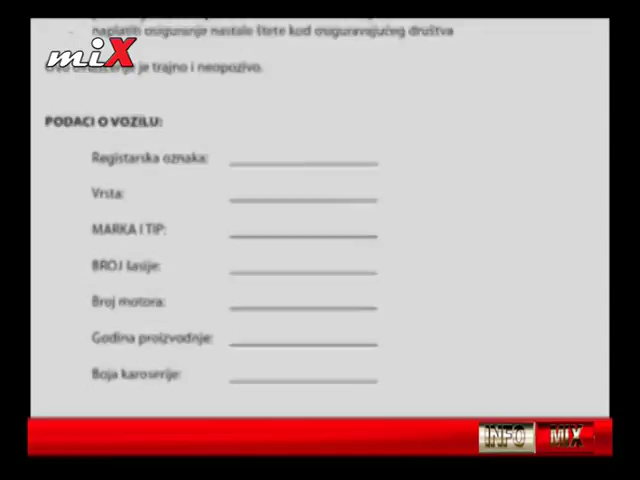 - naplatiti osiguranje nastale štete kod osiguravajućeg društva
miX
je trajno i neopozivo.
PODACI O VOZILU:
Registarska oznaka:
Vrsta:
MARKA I TIP:
BROJ šasije:
Broj motora:
Godina proizvodnje:
Boja karoserije:
INFO MIX